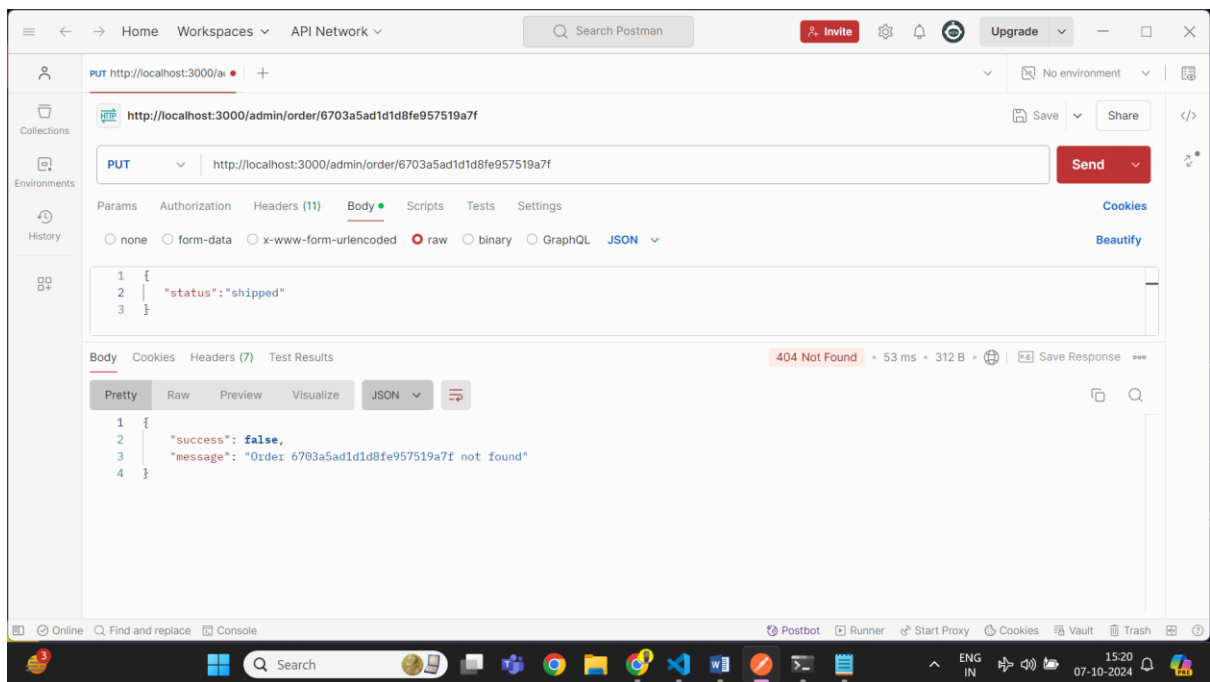 Home Workspaces API Network Search Postman Invite Upgrade
PUT http://localhost:3000/a No environment
HTTP http://localhost:3000/admin/order/6703a5ad1d1d8fe957519a7f Save Share
Collections
PUT http://localhost:3000/admin/order/6703a5ad1d1d8fe957519a7f Send
Environments
Params Authorization Headers (11) Body Scripts Tests Settings Cookies
History
none form-data x-www-form-urlencoded raw binary GraphQL JSON Beautify
1 {
2 "status":"shipped"
3 }
Body Cookies Headers (7) Test Results 404 Not Found 53 ms 312 B e.g. Save Response
Pretty Raw Preview Visualize JSON
1 {
2 "success": false,
3 "message": "Order 6703a5ad1d1d8fe957519a7f not found"
4 }
Online Find and replace Console Postbot Runner Start Proxy Cookies Vault Trash
3 Search ENG 15:20
IN 07-10-2024 PRE